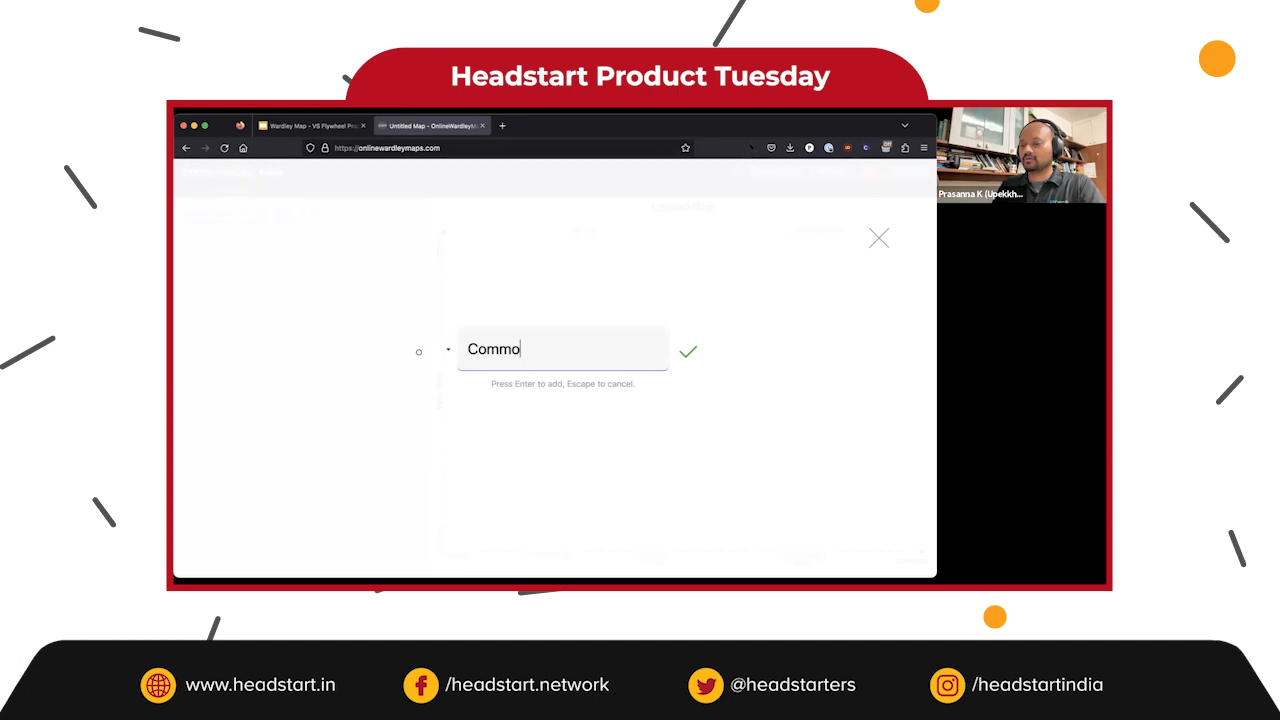 Headstart Product Tuesday
Wardley Map - VS Flywheel Pro
Untitled Map - OnlineWardleyM
https://onlinewardleymaps.com
Prasanna K (Upekkh...
Commo
Press Enter to add, Escape to cancel.
www.headstart.in
/headstart.network
@headstarters
/headstartindia